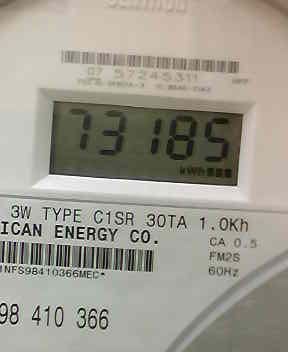 07 57245311
73185
kWh
3W TYPE C1SR 30TA 1.0Kh
ICAN ENERGY CO.
CA 0.5
FM2S
60Hz
INFS98410366MEC*
98 410 366